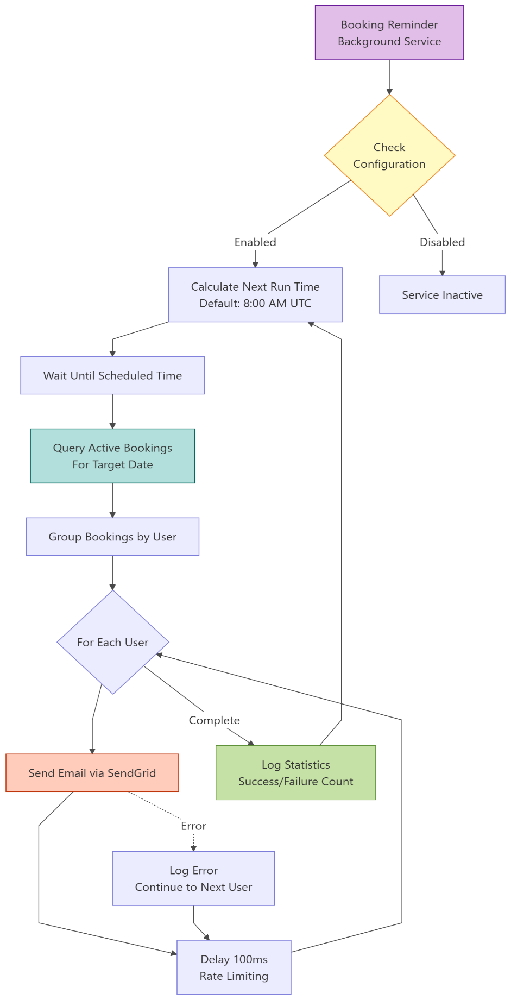 Booking Reminder
Background Service
Check
Configuration
Enabled
Disabled
Calculate Next Run Time
Default: 8:00 AM UTC
Service Inactive
Wait Until Scheduled Time
Query Active Bookings
For Target Date
Group Bookings by User
For Each User
Complete
Send Email via SendGrid
Log Statistics
Success/Failure Count
Error
Log Error
Continue to Next User
Delay 100ms
Rate Limiting